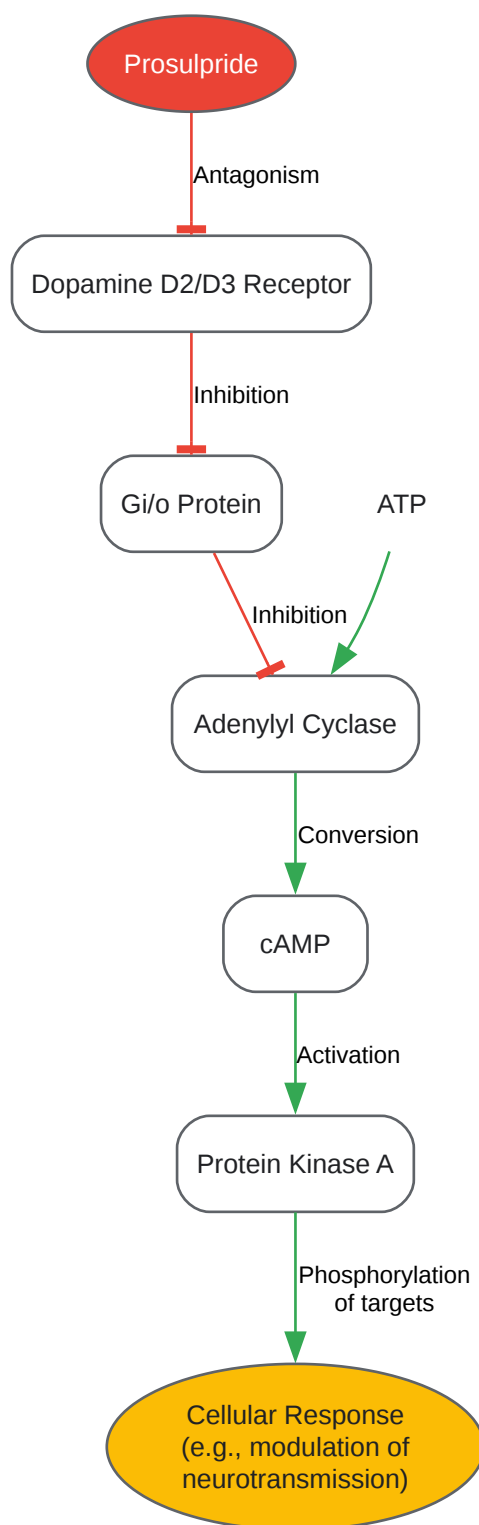 Prosulpride
Antagonism
Dopamine D2/D3 Receptor
Inhibition
Gi/o Protein
ATP
Inhibition
Adenylyl Cyclase
Conversion
cAMP
Activation
Protein Kinase A
Phosphorylation
of targets
Cellular Response
(e.g., modulation of
neurotransmission)